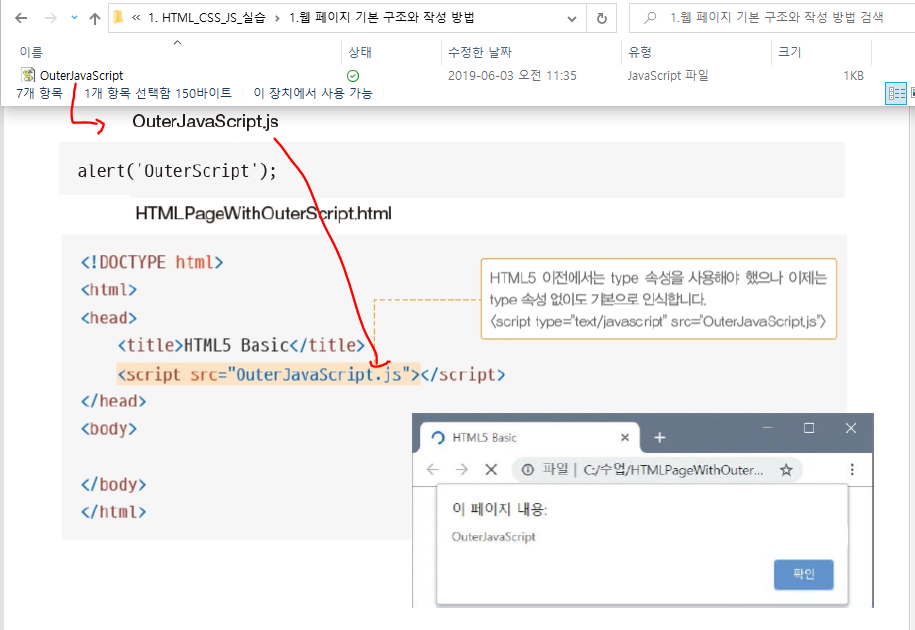 « 1. HTML_CSS_JS_실습 > 1.웹 페이지 기본 구조와 작성 방법
1.웹 페이지 기본 구조와 작성 방법 검색
이름 상태 수정한 날짜 유형 크기
OuterJavaScript 2019-06-03 오전 11:35 JavaScript 파일 1KB
7개 항목 1개 항목 선택함 150바이트 이 장치에서 사용 가능
OuterJavaScript.js
alert('OuterScript');
HTMLPageWithOuterScript.html
<!DOCTYPE html>
<html>
<head>
<title>HTML5 Basic</title>
<script src="OuterJavaScript.js"></script>
</head>
<body>
</body>
</html>
HTML5 이전에서는 type 속성을 사용해야 했으나 이제는
type 속성 없이도 기본으로 인식합니다.
<script type="text/javascript" src="OuterJavaScript.js">
HTML5 Basic
파일 | C:/수업/HTMLPageWithOuter...
이 페이지 내용:
OuterJavaScript
확인